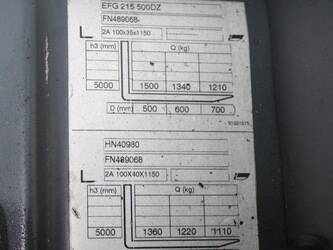 EFG 215 500DZ
FN489068-
2A 100x35x1150
h3 (mm) Q (kg)
5000 1500 1340 1210
D (mm) 500 600 700
HN40980
FN489068
2A 100X40X1150
h3 (mm) Q (kg)
5000 1360 1220 1110